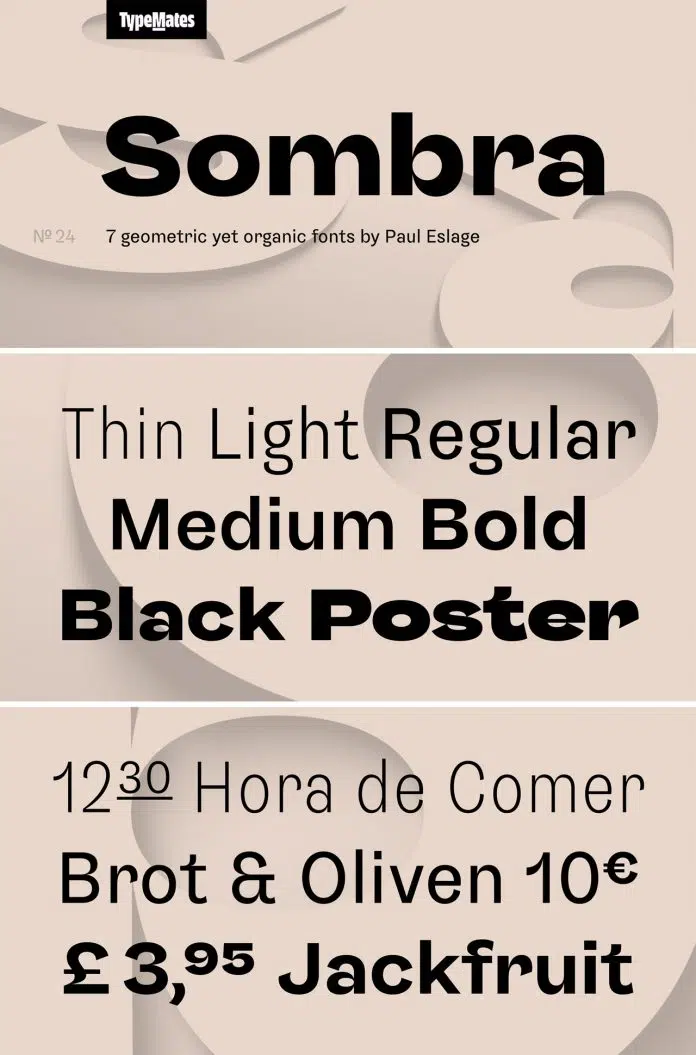 TypeMates
Sombra
Nº 24 7 geometric yet organic fonts by Paul Eslage
Thin Light Regular
Medium Bold
Black Poster
12³⁰ Hora de Comer
Brot & Oliven 10€
£ 3,⁹⁵ Jackfruit